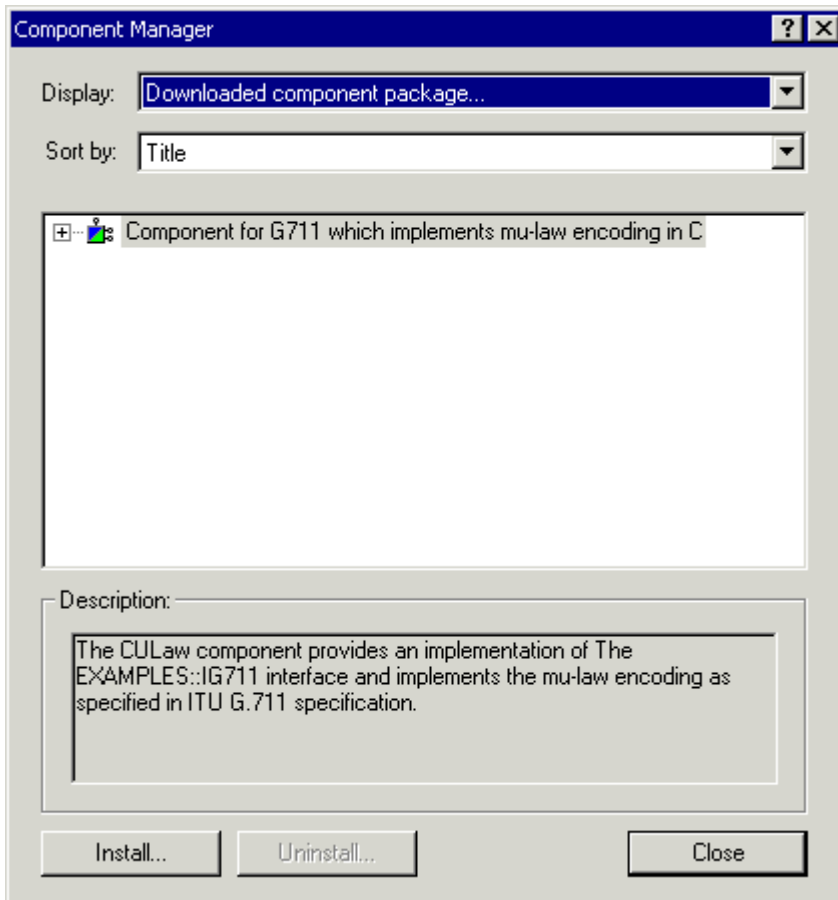 Component Manager
Display: Downloaded component package...
Sort by: Title
Component for G711 which implements mu-law encoding in C
Description:
The CULaw component provides an implementation of The
EXAMPLES::IG711 interface and implements the mu-law encoding as
specified in ITU G.711 specification.
Install... Uninstall... Close